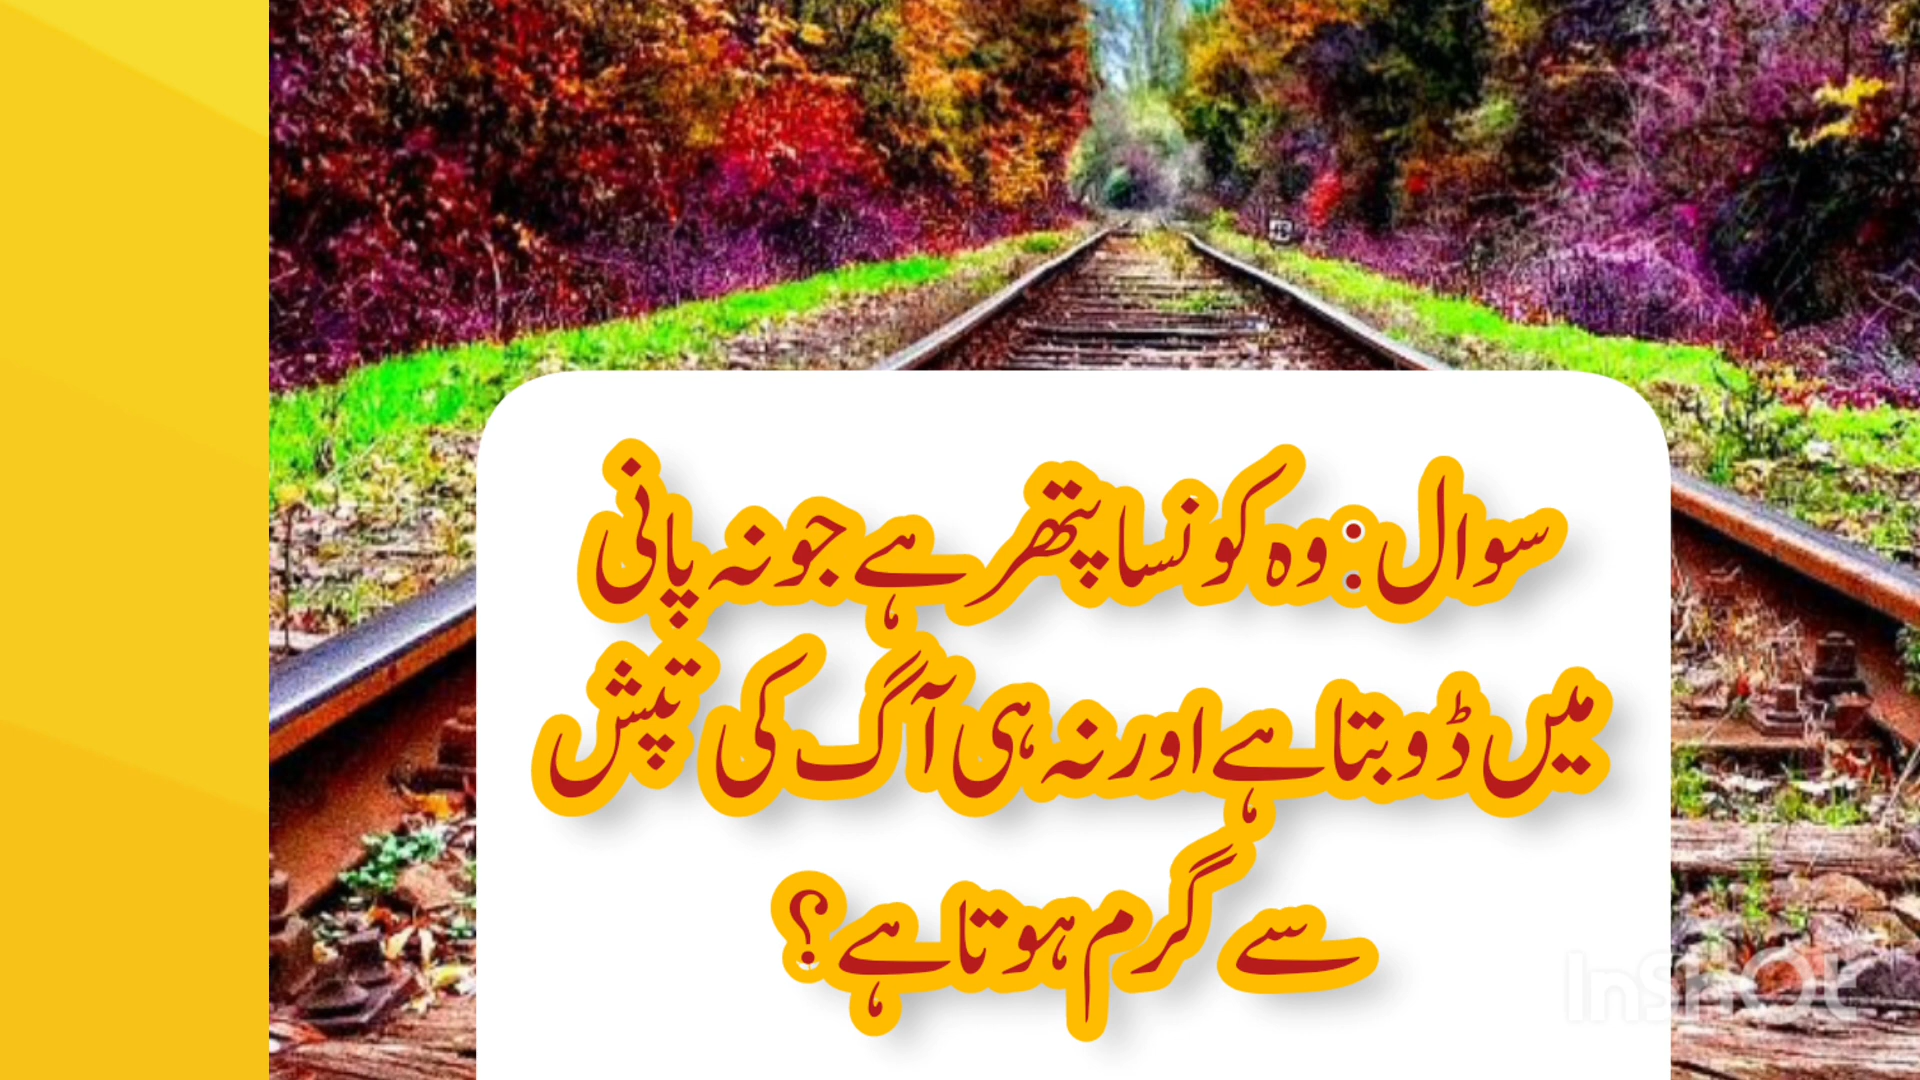 سوال: وہ کونسا پتھر ہے جو نہ پانی
میں ڈوبتا ہے اور نہ ہی آگ کی تپش
سے گرم ہوتا ہے؟
InShot